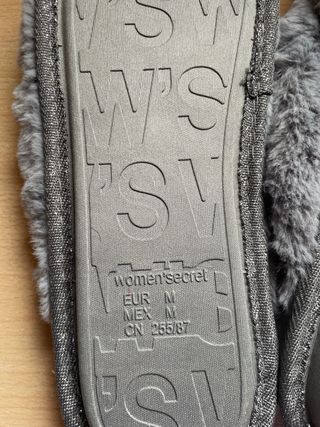 W'S
W'S
'S W
women'secret
EUR M
MEX M
CN 255/87
W'S
'S W